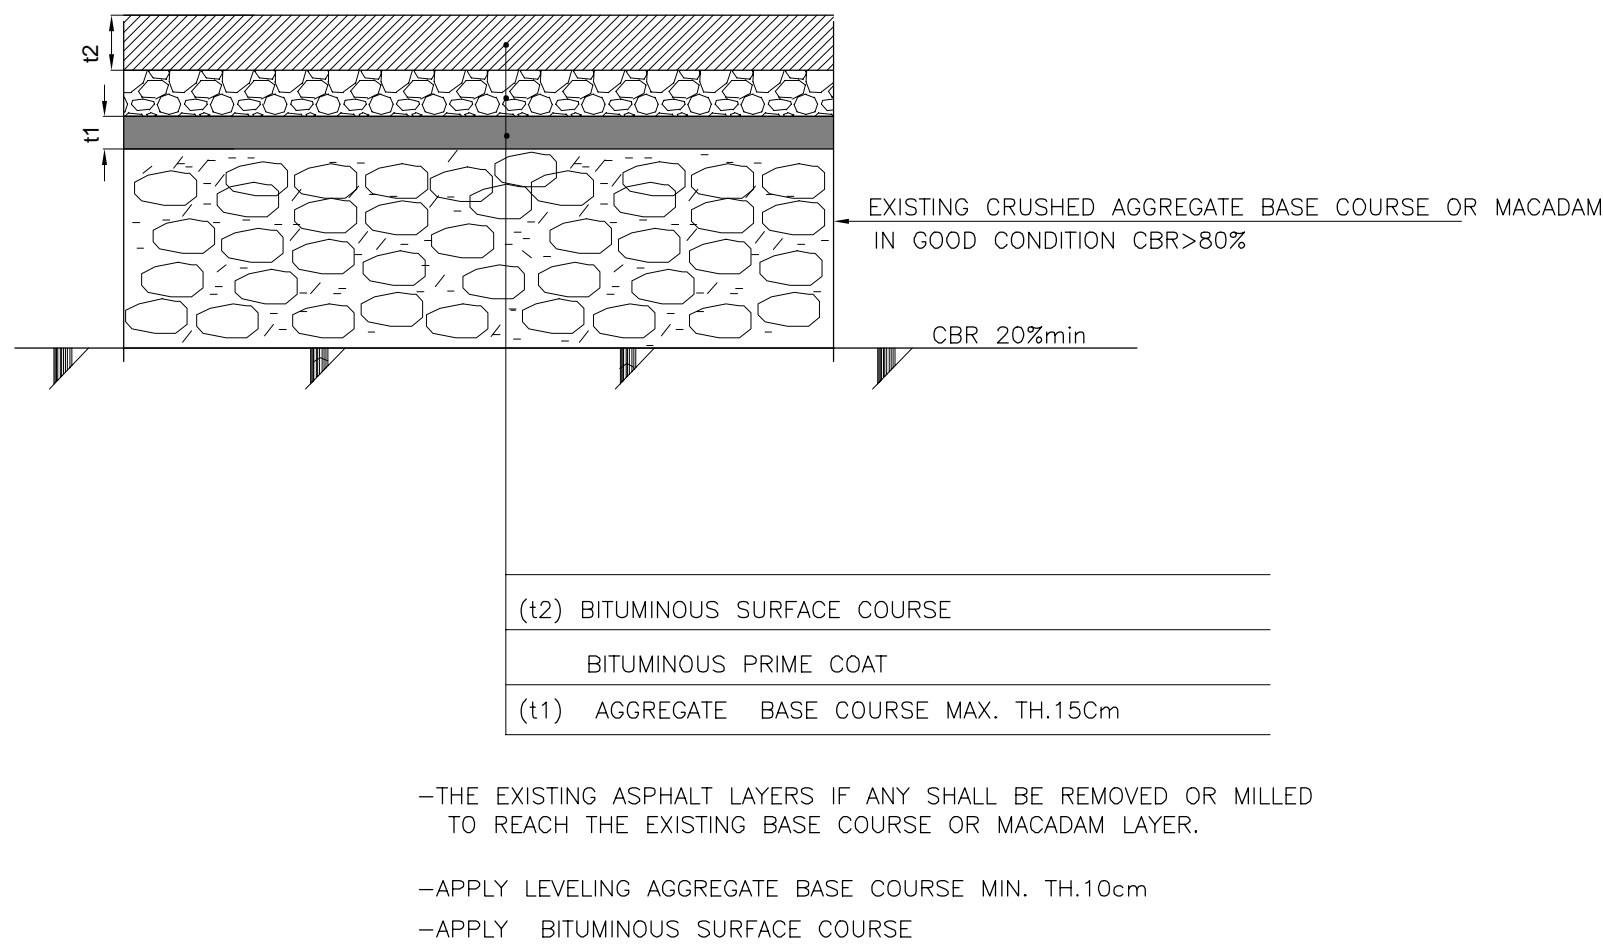 t2
t1
EXISTING CRUSHED AGGREGATE BASE COURSE OR MACADAM
IN GOOD CONDITION CBR>80%
CBR 20%min
(t2) BITUMINOUS SURFACE COURSE
BITUMINOUS PRIME COAT
(t1) AGGREGATE BASE COURSE MAX. TH.15Cm
-THE EXISTING ASPHALT LAYERS IF ANY SHALL BE REMOVED OR MILLED
TO REACH THE EXISTING BASE COURSE OR MACADAM LAYER.
-APPLY LEVELING AGGREGATE BASE COURSE MIN. TH.10cm
-APPLY BITUMINOUS SURFACE COURSE